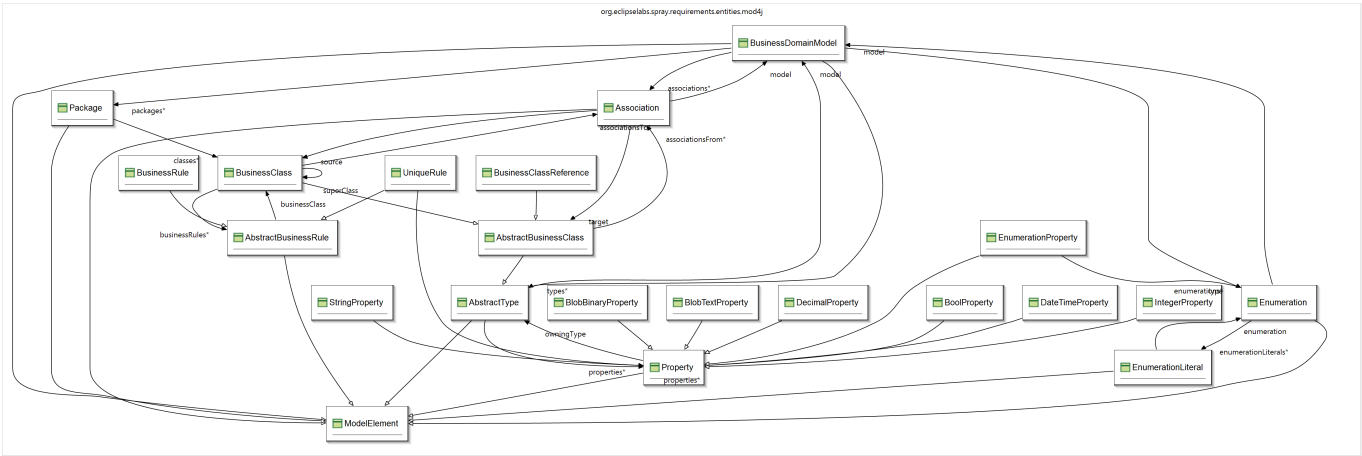 org.eclipselabs.spray.requirements.entities.mod4j
BusinessDomainModel
model
model
model
associations*
Package
packages*
Association
associationsTo
associationsFrom*
classes*
source
BusinessRule
BusinessClass
UniqueRule
BusinessClassReference
superClass
businessClass
target
businessRules*
AbstractBusinessRule
AbstractBusinessClass
EnumerationProperty
types*
enumerationtype
StringProperty
AbstractType
BlobBinaryProperty
BlobTextProperty
DecimalProperty
BoolProperty
DateTimeProperty
IntegerProperty
Enumeration
owningType
enumeration
enumerationLiterals*
Property
EnumerationLiteral
properties*
properties*
ModelElement